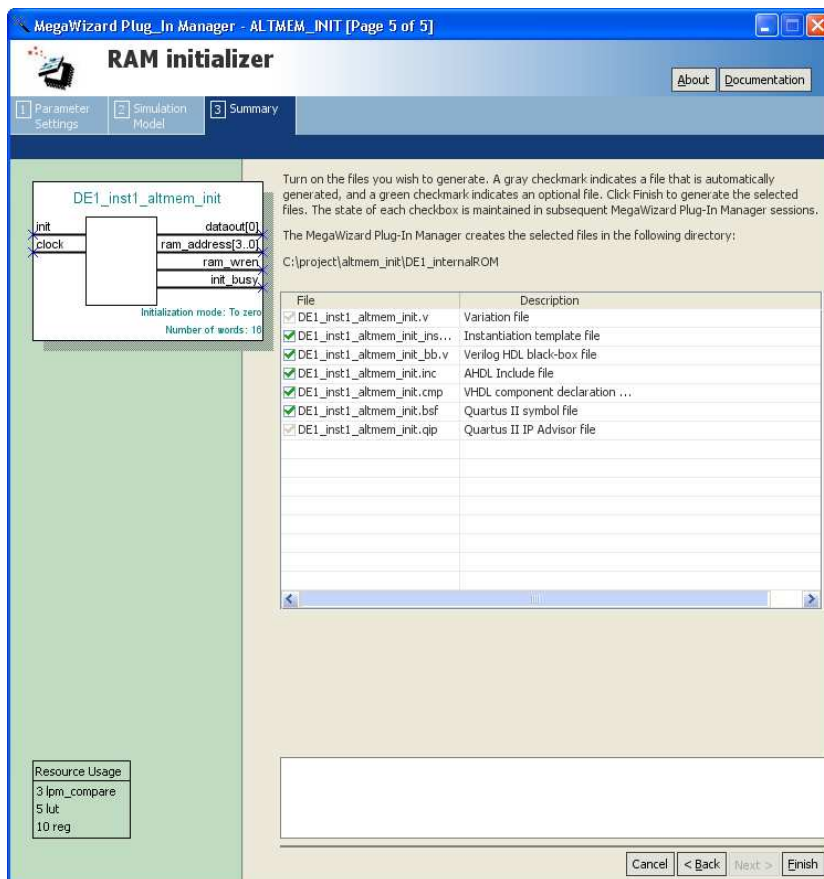 MegaWizard Plug_In Manager - ALTMEM_INIT [Page 5 of 5]
RAM initializer
About
Documentation
1 Parameter Settings
2 Simulation Model
3 Summary
DE1_inst1_altmem_init
init
clock
dataout[0]
ram_address[3..0]
ram_wren
init_busy
Initialization mode: To zero
Number of words: 16
Turn on the files you wish to generate. A gray checkmark indicates a file that is automatically
generated, and a green checkmark indicates an optional file. Click Finish to generate the selected
files. The state of each checkbox is maintained in subsequent MegaWizard Plug-In Manager sessions.
The MegaWizard Plug-In Manager creates the selected files in the following directory:
C:\project\altmem_init\DE1_internalROM
File Description
DE1_inst1_altmem_init.v Variation file
DE1_inst1_altmem_init_ins... Instantiation template file
DE1_inst1_altmem_init_bb.v Verilog HDL black-box file
DE1_inst1_altmem_init.inc AHDL Include file
DE1_inst1_altmem_init.cmp VHDL component declaration ...
DE1_inst1_altmem_init.bsf Quartus II symbol file
DE1_inst1_altmem_init.qip Quartus II IP Advisor file
Resource Usage
3 lpm_compare
5 lut
10 reg
Cancel
< Back
Next >
Finish